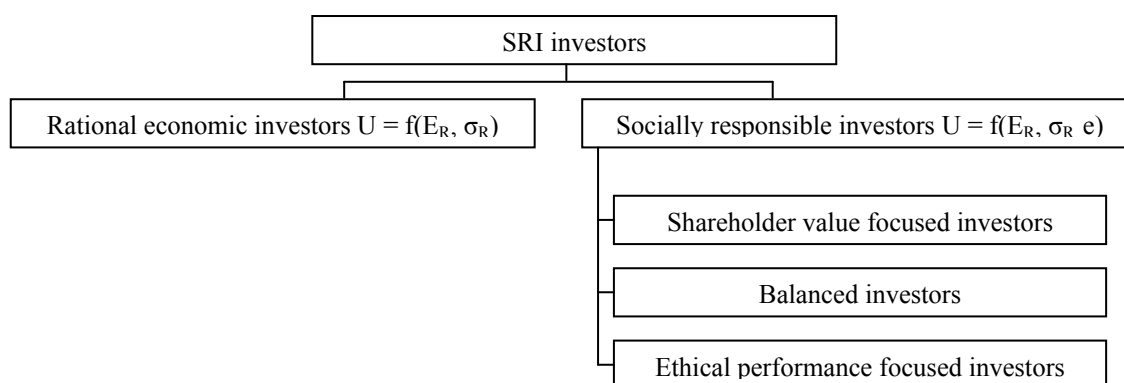 SRI investors
Rational economic investors U = f(E_R, σ_R)
Socially responsible investors U = f(E_R, σ_R e)
Shareholder value focused investors
Balanced investors
Ethical performance focused investors